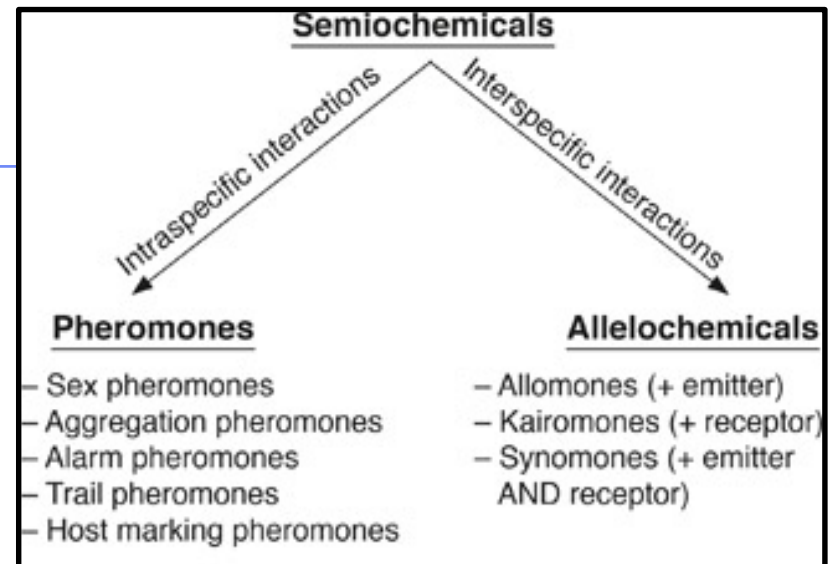 Semiochemicals
Intraspecific interactions
Interspecific interactions
Pheromones
– Sex pheromones
– Aggregation pheromones
– Alarm pheromones
– Trail pheromones
– Host marking pheromones
Allelochemicals
– Allomones (+ emitter)
– Kairomones (+ receptor)
– Synomones (+ emitter
AND receptor)